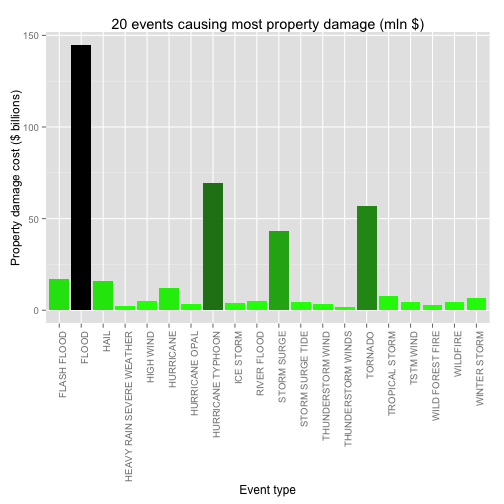 20 events causing most property damage (mln $)
Property damage cost ($ billions)
150
100
50
0
FLASH FLOOD
FLOOD
HAIL
HEAVY RAIN SEVERE WEATHER
HIGH WIND
HURRICANE
HURRICANE OPAL
HURRICANE TYPHOON
ICE STORM
RIVER FLOOD
STORM SURGE
STORM SURGE TIDE
THUNDERSTORM WIND
THUNDERSTORM WINDS
TORNADO
TROPICAL STORM
TSTM WIND
WILD FOREST FIRE
WILDFIRE
WINTER STORM
Event type